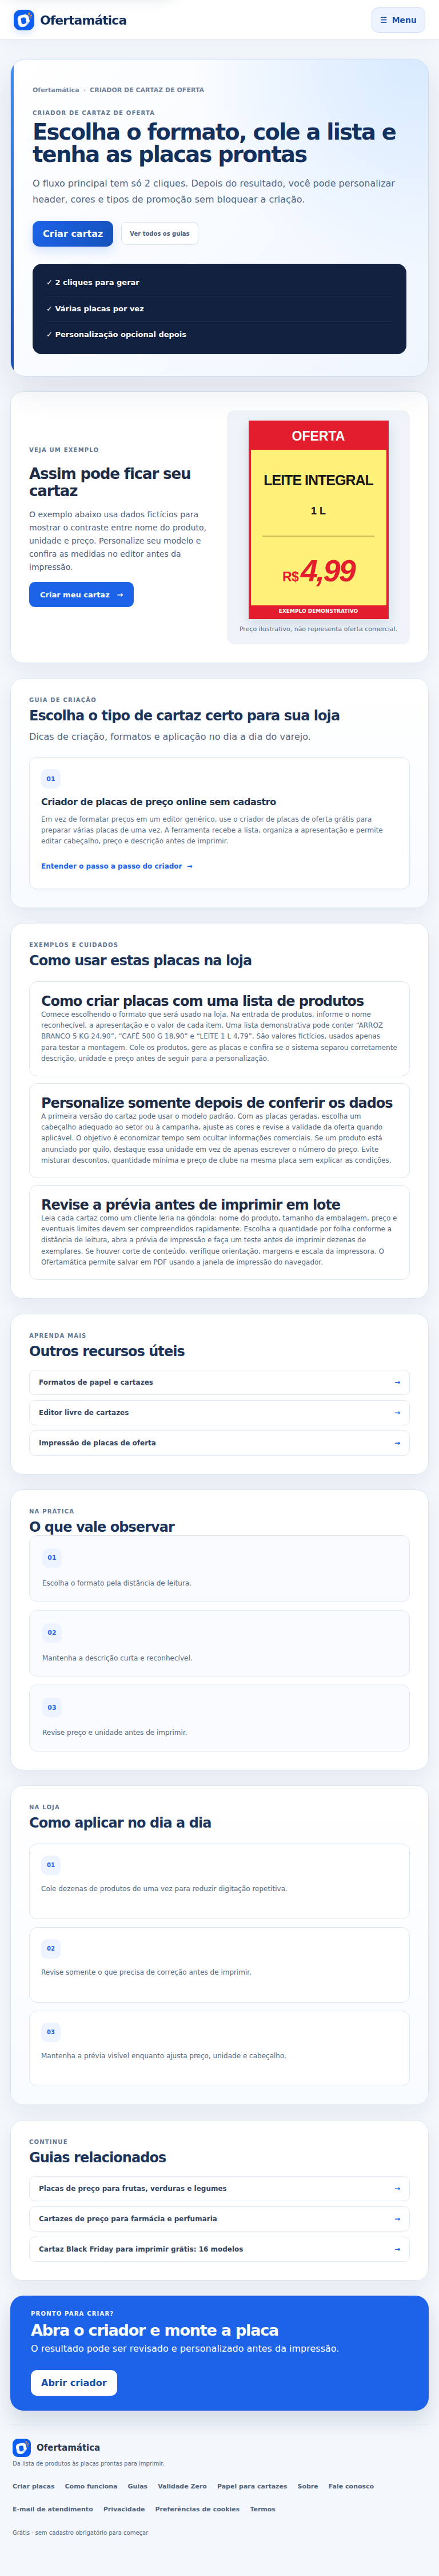 Ofertamática
☰ Menu
Ofertamática › CRIADOR DE CARTAZ DE OFERTA
CRIADOR DE CARTAZ DE OFERTA
Escolha o formato, cole a lista e
tenha as placas prontas
O fluxo principal tem só 2 cliques. Depois do resultado, você pode personalizar
header, cores e tipos de promoção sem bloquear a criação.
Criar cartaz
Ver todos os guias
✓ 2 cliques para gerar
✓ Várias placas por vez
✓ Personalização opcional depois
VEJA UM EXEMPLO
Assim pode ficar seu
cartaz
O exemplo abaixo usa dados fictícios para
mostrar o contraste entre nome do produto,
unidade e preço. Personalize seu modelo e
confira as medidas no editor antes da
impressão.
Criar meu cartaz →
OFERTA
LEITE INTEGRAL
1 L
R$ 4,99
EXEMPLO DEMONSTRATIVO
Preço ilustrativo, não representa oferta comercial.
GUIA DE CRIAÇÃO
Escolha o tipo de cartaz certo para sua loja
Dicas de criação, formatos e aplicação no dia a dia do varejo.
01
Criador de placas de preço online sem cadastro
Em vez de formatar preços em um editor genérico, use o criador de placas de oferta grátis para
preparar várias placas de uma vez. A ferramenta recebe a lista, organiza a apresentação e permite
editar cabeçalho, preço e descrição antes de imprimir.
Entender o passo a passo do criador →
EXEMPLOS E CUIDADOS
Como usar estas placas na loja
Como criar placas com uma lista de produtos
Comece escolhendo o formato que será usado na loja. Na entrada de produtos, informe o nome
reconhecível, a apresentação e o valor de cada item. Uma lista demonstrativa pode conter “ARROZ
BRANCO 5 KG 24,90”, “CAFÉ 500 G 18,90” e “LEITE 1 L 4,79”. São valores fictícios, usados apenas
para testar a montagem. Cole os produtos, gere as placas e confira se o sistema separou corretamente
descrição, unidade e preço antes de seguir para a personalização.
Personalize somente depois de conferir os dados
A primeira versão do cartaz pode usar o modelo padrão. Com as placas geradas, escolha um
cabeçalho adequado ao setor ou à campanha, ajuste as cores e revise a validade da oferta quando
aplicável. O objetivo é economizar tempo sem ocultar informações comerciais. Se um produto está
anunciado por quilo, destaque essa unidade em vez de apenas escrever o número do preço. Evite
misturar descontos, quantidade mínima e preço de clube na mesma placa sem explicar as condições.
Revise a prévia antes de imprimir em lote
Leia cada cartaz como um cliente leria na gôndola: nome do produto, tamanho da embalagem, preço e
eventuais limites devem ser compreendidos rapidamente. Escolha a quantidade por folha conforme a
distância de leitura, abra a prévia de impressão e faça um teste antes de imprimir dezenas de
exemplares. Se houver corte de conteúdo, verifique orientação, margens e escala da impressora. O
Ofertamática permite salvar em PDF usando a janela de impressão do navegador.
APRENDA MAIS
Outros recursos úteis
Formatos de papel e cartazes →
Editor livre de cartazes →
Impressão de placas de oferta →
NA PRÁTICA
O que vale observar
01
Escolha o formato pela distância de leitura.
02
Mantenha a descrição curta e reconhecível.
03
Revise preço e unidade antes de imprimir.
NA LOJA
Como aplicar no dia a dia
01
Cole dezenas de produtos de uma vez para reduzir digitação repetitiva.
02
Revise somente o que precisa de correção antes de imprimir.
03
Mantenha a prévia visível enquanto ajusta preço, unidade e cabeçalho.
CONTINUE
Guias relacionados
Placas de preço para frutas, verduras e legumes →
Cartazes de preço para farmácia e perfumaria →
Cartaz Black Friday para imprimir grátis: 16 modelos →
PRONTO PARA CRIAR?
Abra o criador e monte a placa
O resultado pode ser revisado e personalizado antes da impressão.
Abrir criador
Ofertamática
Da lista de produtos às placas prontas para imprimir.
Criar placas Como funciona Guias Validade Zero Papel para cartazes Sobre Fale conosco
E-mail de atendimento Privacidade Preferências de cookies Termos
Grátis · sem cadastro obrigatório para começar